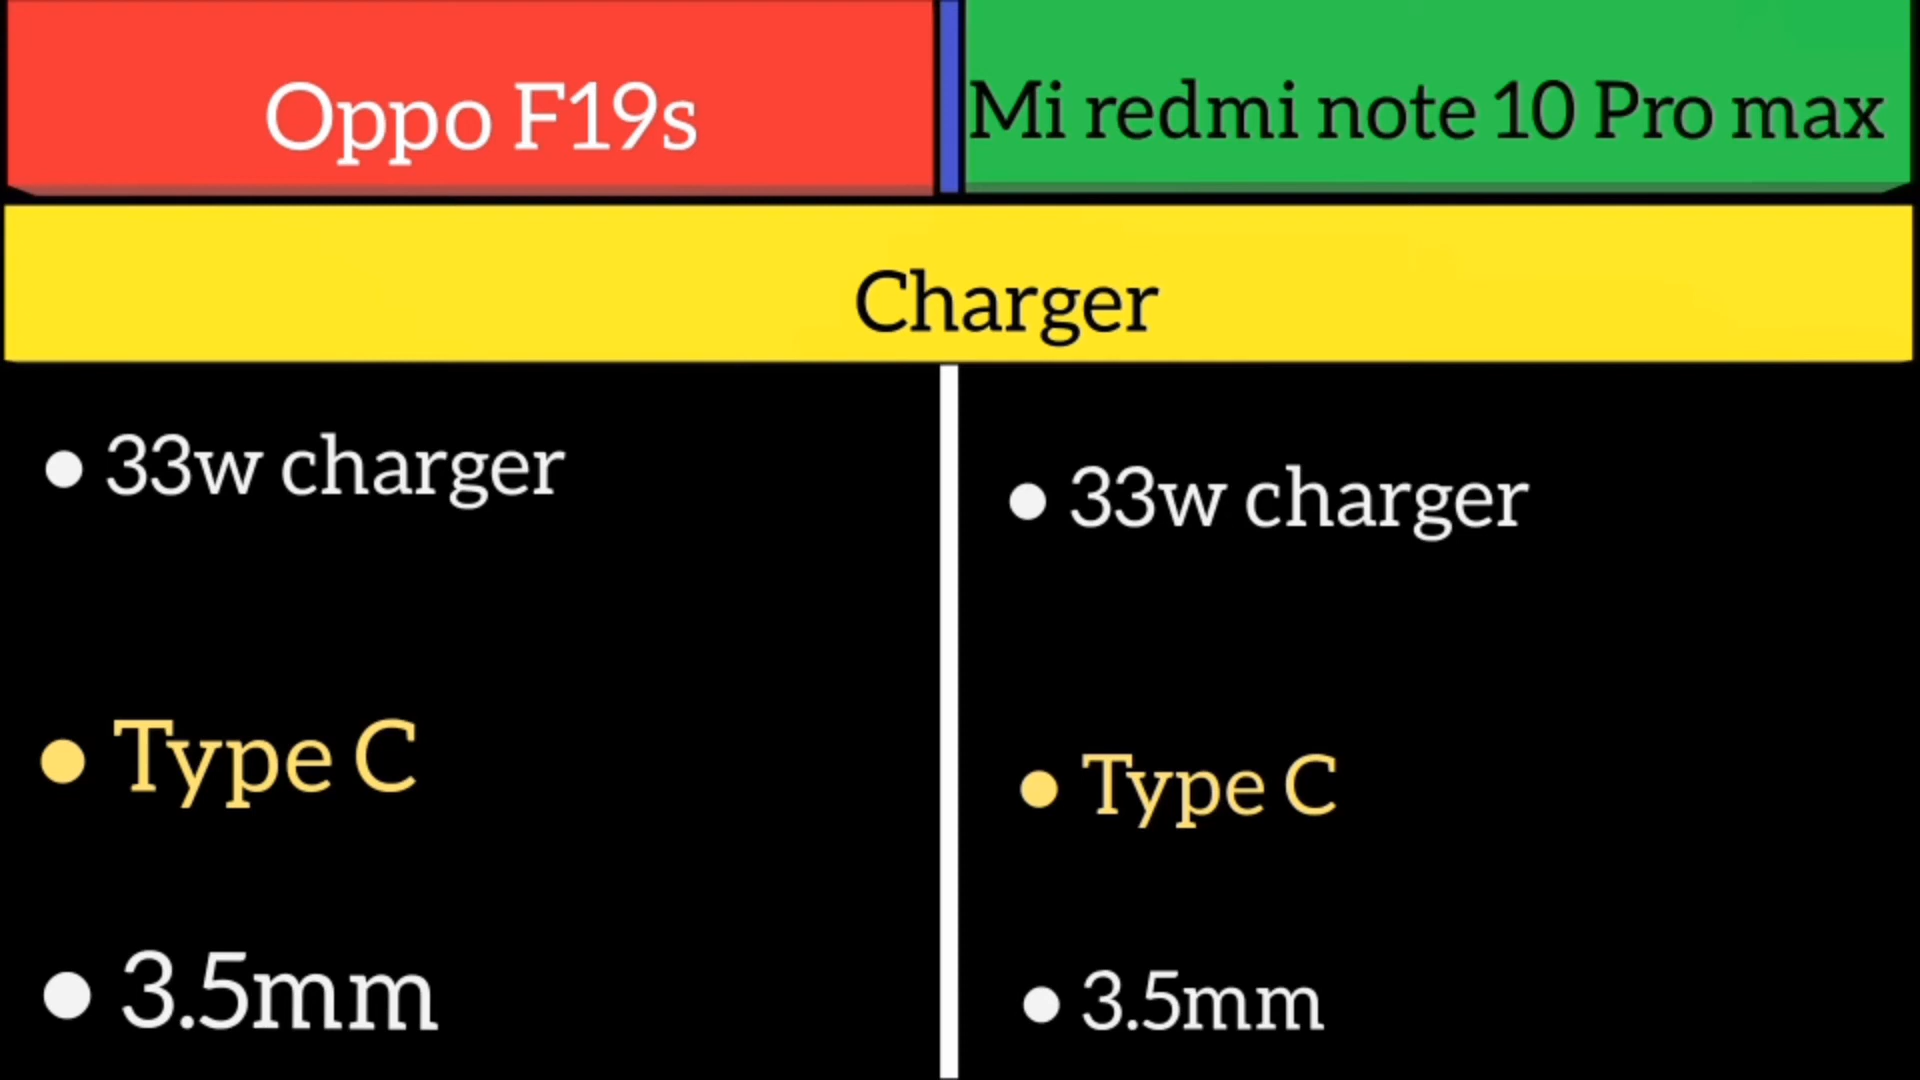 Oppo F19s
Mi redmi note 10 Pro max
Charger
33w charger
33w charger
Type C
Type C
3.5mm
3.5mm